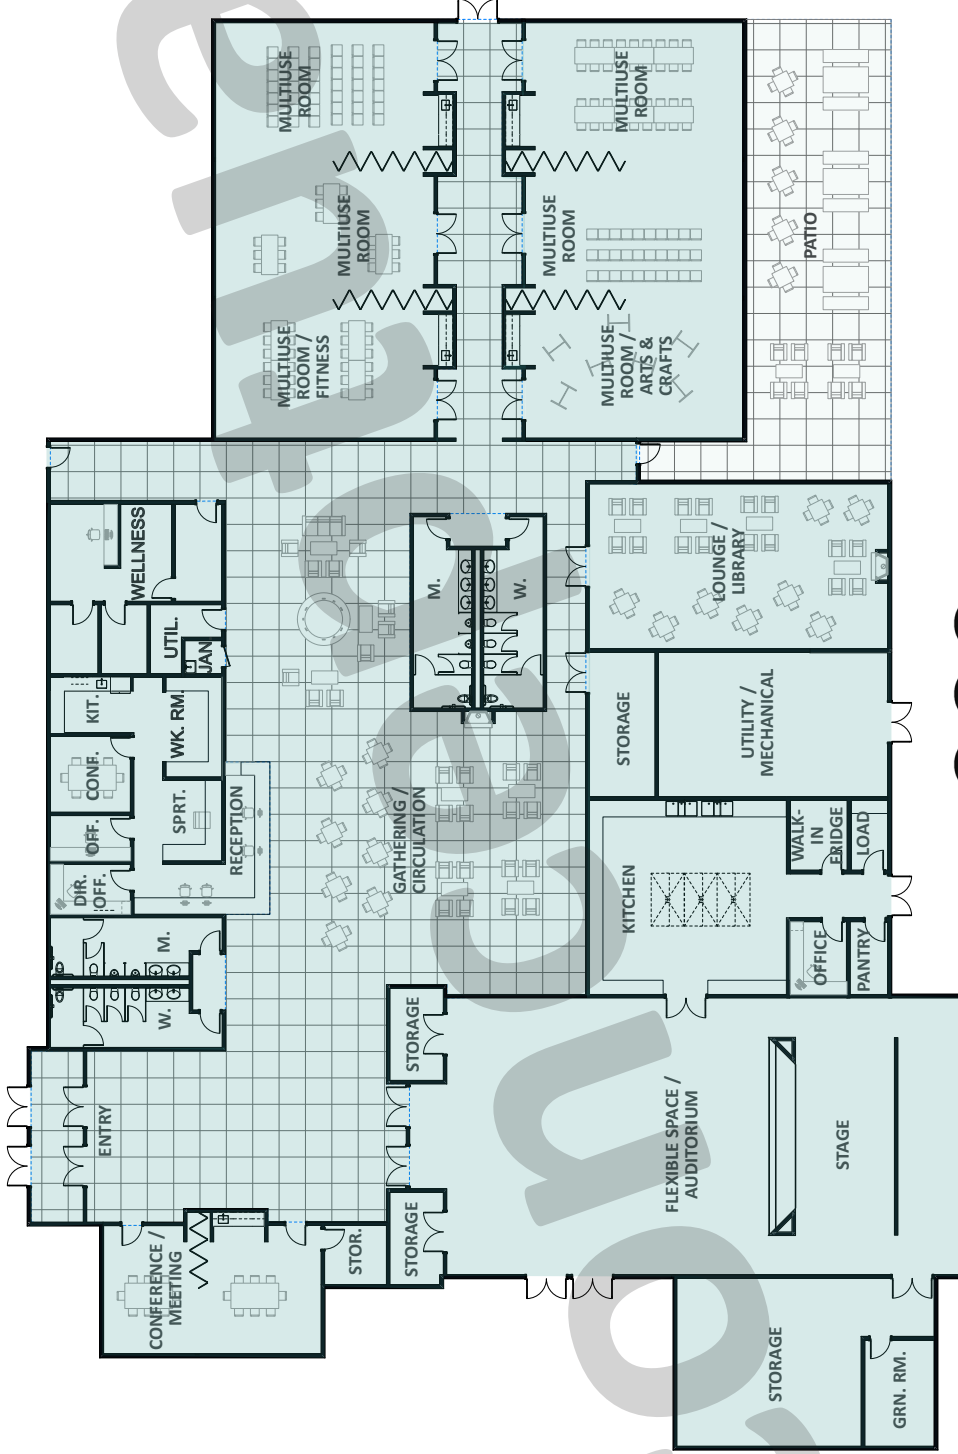 MULTIUSE
ROOM
MULTIUSE
ROOM
MULTIUSE
ROOM
MULTIUSE
ROOM
PATIO
MULTIUSE
ROOM /
FITNESS
MULTIUSE
ROOM /
ARTS &
CRAFTS
WELLNESS
M.
W.
LOUNGE /
LIBRARY
UTIL.
JAN
KIT.
WK. RM.
STORAGE
UTILITY /
MECHANICAL
CONF.
OFF.
SPRT.
RECEPTION
GATHERING /
CIRCULATION
DIR.
OFF.
KITCHEN
WALK-
IN
FRIDGE
LOAD
OFFICE
PANTRY
M.
W.
STORAGE
ENTRY
FLEXIBLE SPACE /
AUDITORIUM
STAGE
STORAGE
STOR.
CONFERENCE /
MEETING
STORAGE
GRN. RM.